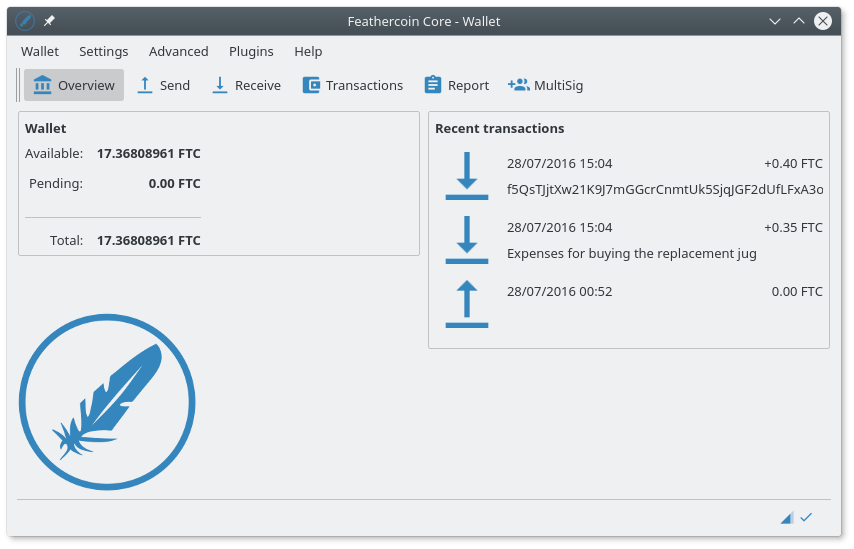 Feathercoin Core - Wallet
Wallet Settings Advanced Plugins Help
Overview Send Receive Transactions Report MultiSig
Wallet
Available: 17.36808961 FTC
Pending: 0.00 FTC
Total: 17.36808961 FTC
Recent transactions
28/07/2016 15:04 +0.40 FTC
f5QsTJjtXw21K9J7mGGcrCnmtUk5SjqJGF2dUfLFxA3o
28/07/2016 15:04 +0.35 FTC
Expenses for buying the replacement jug
28/07/2016 00:52 0.00 FTC